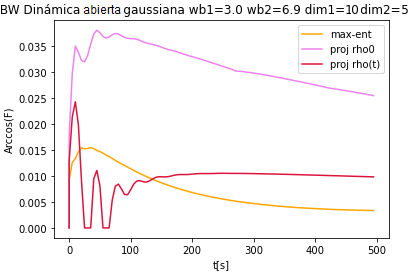 BW Dinámica abierta gaussiana wb1=3.0 wb2=6.9 dim1=10dim2=5
max-ent
proj rho0
proj rho(t)
Arccos(F)
0.035
0.030
0.025
0.020
0.015
0.010
0.005
0.000
0 100 200 300 400 500
t[s]